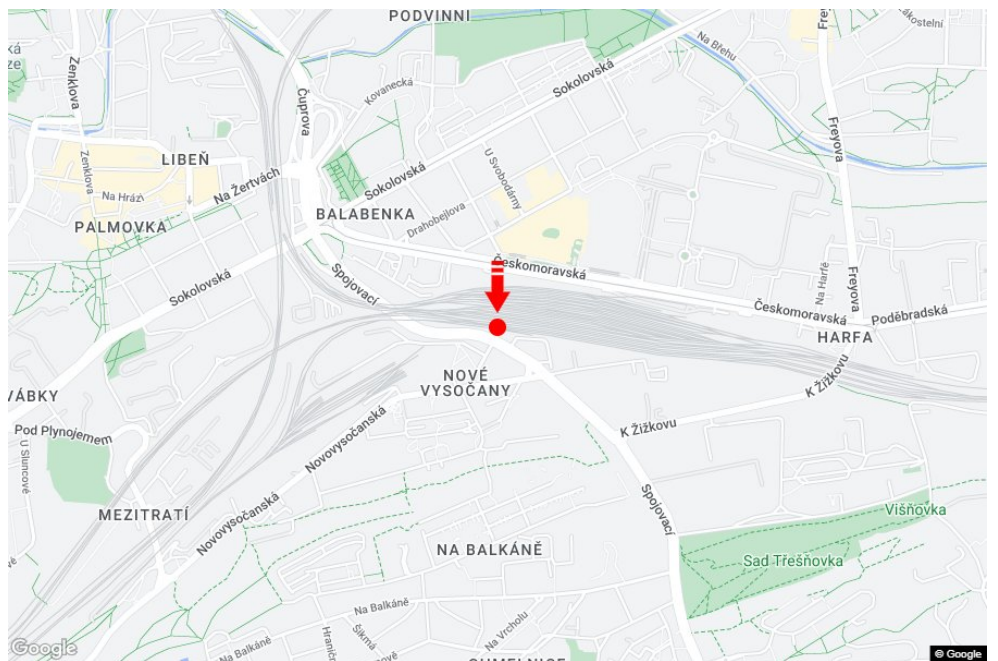 PODVINNÍ
Zenklova
Čuprova
Kovanecká
Sokolovská
Na Břehu
Freyova
LIBEŇ
Zenklova
Na Žertvách
Na Hráz
Sokolovská
U Svobodárny
PALMOVKA
BALABENKA
Drahobejlova
Českomoravská
Spojovací
Sokolovská
Na Harfě
Freyova
Českomoravská
Poděbradská
HARFA
NOVÉ
VYSOČANY
K Žižkovu
VÁBKY
Pod Plynojemem
U Sluncové
Novovysočanská
K Žižkovu
MEZITRATÍ
Novovysočanská
Spojovací
Višňovka
NA BALKÁNĚ
Sad Třešňovka
Na Balkáně
Na Balkáně
Šikmá
Na Vrcholu
Google
© Google